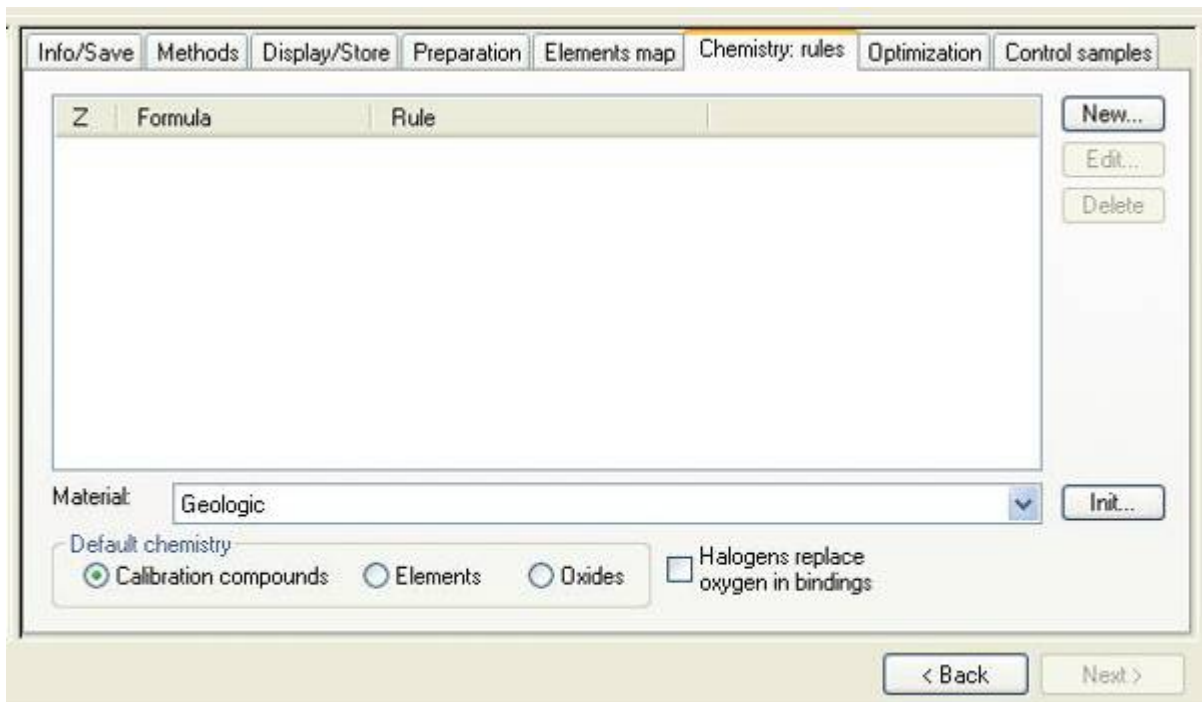 Info/Save Methods Display/Store Preparation Elements map Chemistry: rules Optimization Control samples
Z Formula Rule
New...
Edit...
Delete
Material: Geologic Init...
Default chemistry
Calibration compounds Elements Oxides
Halogens replace
oxygen in bindings
< Back Next >